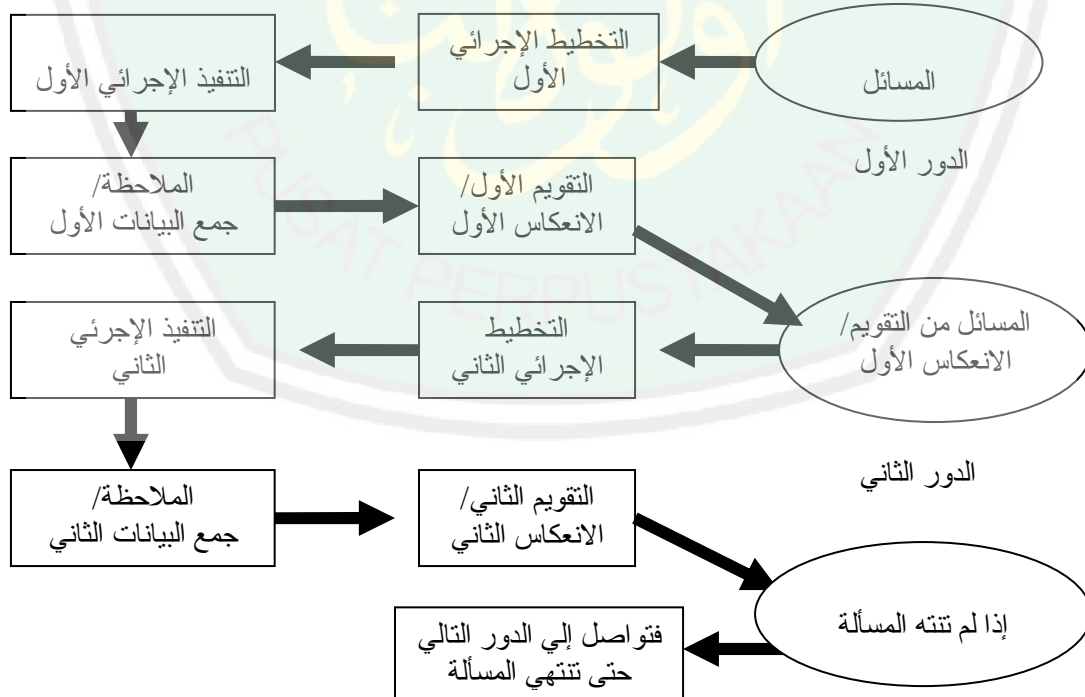 المسائل
التخطيط الإجرائي
الأول
التنفيذ الإجرائي الأول
الدور الأول
الملاحظة/
جمع البيانات الأول
التقويم الأول/
الانعكاس الأول
المسائل من التقويم/
الانعكاس الأول
التخطيط
الإجرائي الثاني
التنفيذ الإجرئي
الثاني
الدور الثاني
الملاحظة/
جمع البيانات الثاني
التقويم الثاني/
الانعكاس الثاني
إذا لم تنته المسألة
فتواصل إلي الدور التالي
حتى تنتهي المسألة
PUSAT PERPUSTAKAAN